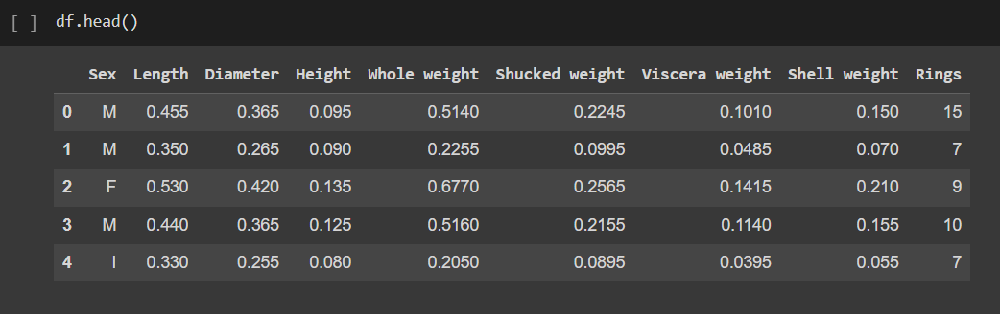 [ ] df.head()
Sex Length Diameter Height Whole weight Shucked weight Viscera weight Shell weight Rings
0 M 0.455 0.365 0.095 0.5140 0.2245 0.1010 0.150 15
1 M 0.350 0.265 0.090 0.2255 0.0995 0.0485 0.070 7
2 F 0.530 0.420 0.135 0.6770 0.2565 0.1415 0.210 9
3 M 0.440 0.365 0.125 0.5160 0.2155 0.1140 0.155 10
4 I 0.330 0.255 0.080 0.2050 0.0895 0.0395 0.055 7